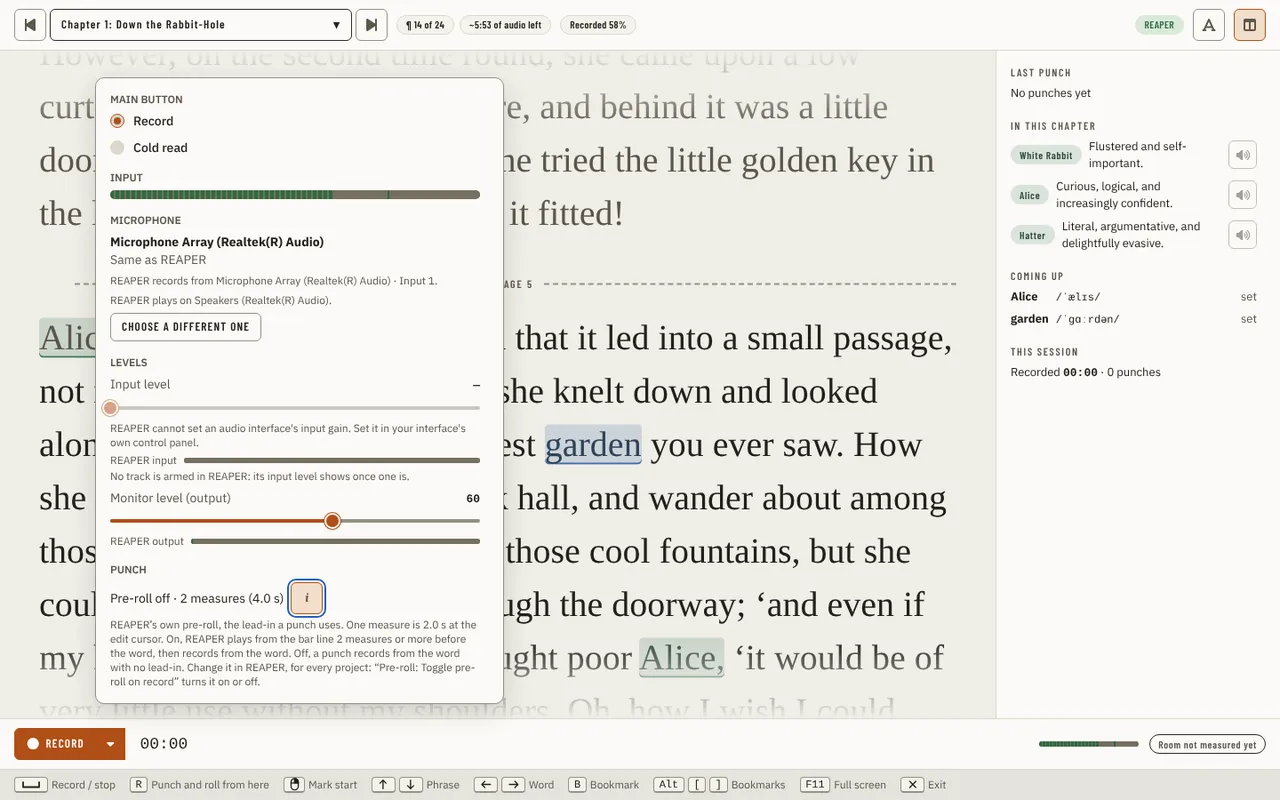 Chapter 1: Down the Rabbit-Hole
¶ 14 of 24
~5:53 of audio left
Recorded 58%
REAPER
A
However, on the second time round, she came upon a low
curt
re, and behind it was a little
door
he tried the little golden key in
the l
it fitted!
AGE 5
Alic
that it led into a small passage,
not
she knelt down and looked
alon
est garden you ever saw. How
she
k hall, and wander about among
thos
those cool fountains, but she
coul
ugh the doorway; ‘and even if
my
ught poor Alice, ‘it would be of
very little use without my shoulders. Oh, how I wish I could
MAIN BUTTON
Record
Cold read
INPUT
MICROPHONE
Microphone Array (Realtek(R) Audio)
Same as REAPER
REAPER records from Microphone Array (Realtek(R) Audio) · Input 1.
REAPER plays on Speakers (Realtek(R) Audio).
CHOOSE A DIFFERENT ONE
LEVELS
Input level –
REAPER cannot set an audio interface's input gain. Set it in your interface's
own control panel.
REAPER input
No track is armed in REAPER: its input level shows once one is.
Monitor level (output) 60
REAPER output
PUNCH
Pre-roll off · 2 measures (4.0 s) i
REAPER’s own pre-roll, the lead-in a punch uses. One measure is 2.0 s at the
edit cursor. On, REAPER plays from the bar line 2 measures or more before
the word, then records from the word. Off, a punch records from the word
with no lead-in. Change it in REAPER, for every project: “Pre-roll: Toggle pre-
roll on record” turns it on or off.
LAST PUNCH
No punches yet
IN THIS CHAPTER
White Rabbit Flustered and self-
important.
Alice Curious, logical, and
increasingly confident.
Hatter Literal, argumentative, and
delightfully evasive.
COMING UP
Alice /ˈælɪs/ set
garden /ˈɡɑːrdən/ set
THIS SESSION
Recorded 00:00 · 0 punches
RECORD
00:00
Room not measured yet
Record / stop
R Punch and roll from here
Mark start
↑ ↓ Phrase
← → Word
B Bookmark
Alt [ ] Bookmarks
F11 Full screen
✕ Exit